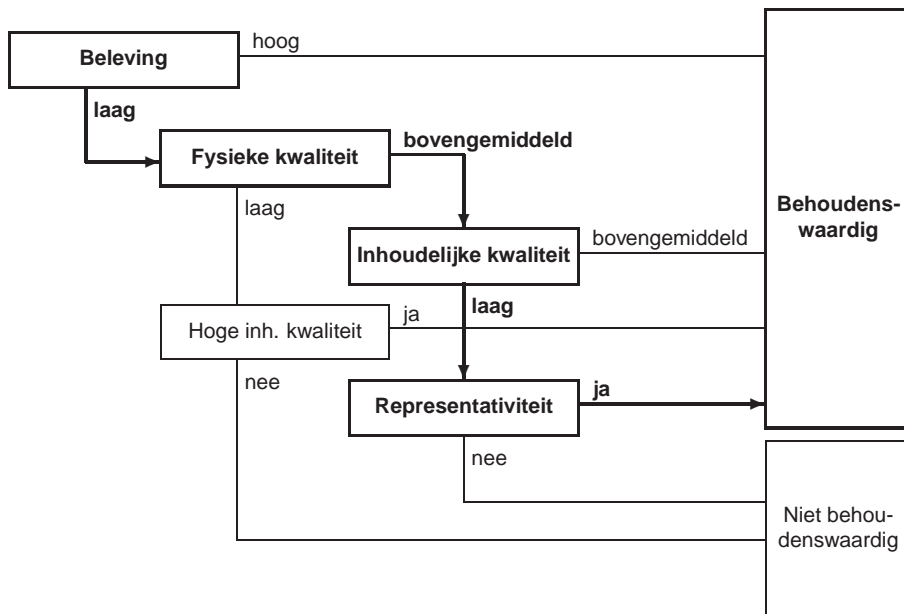 hoog
Beleving
laag
bovengemiddeld
Fysieke kwaliteit
laag
Behoudens-
waardig
bovengemiddeld
Inhoudelijke kwaliteit
laag
ja
Hoge inh. kwaliteit
nee
ja
Representativiteit
nee
Niet behou-
denswaardig